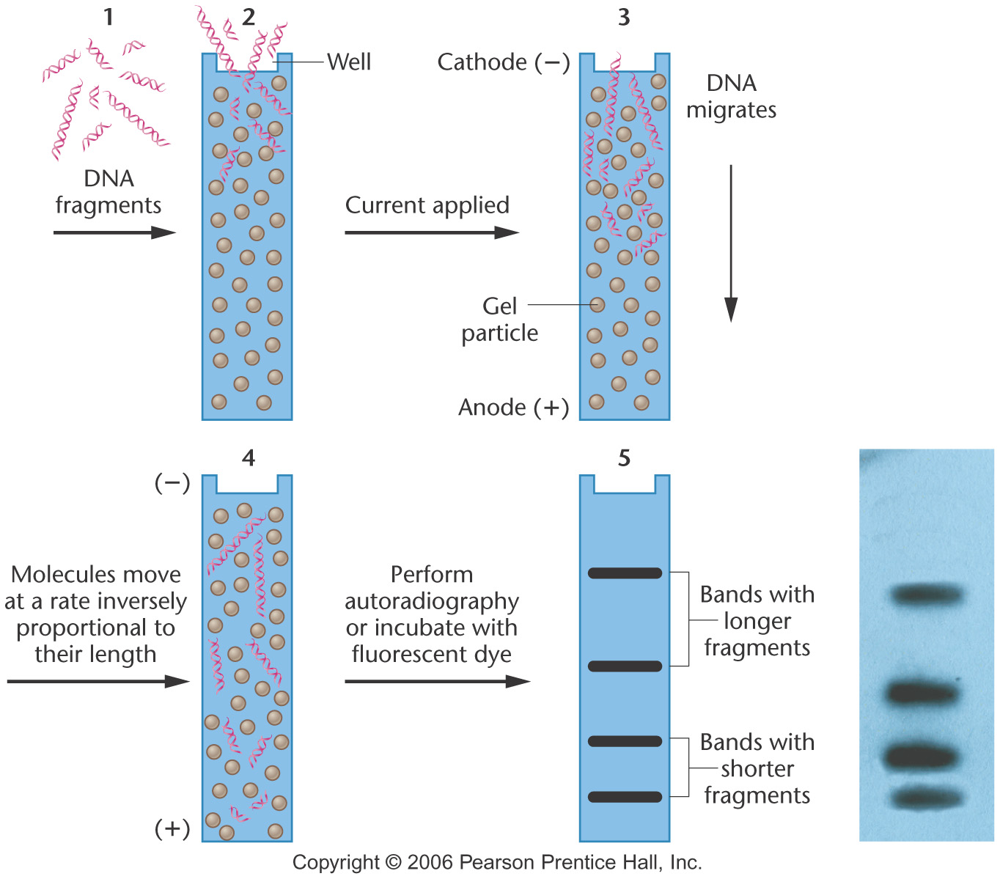 1
2
3
Well
Cathode (−)
DNA
migrates
DNA
fragments
Current applied
Gel
particle
Anode (+)
4
5
(−)
Molecules move
at a rate inversely
proportional to
their length
Perform
autoradiography
or incubate with
fluorescent dye
Bands with
longer
fragments
Bands with
shorter
fragments
(+)
Copyright © 2006 Pearson Prentice Hall, Inc.